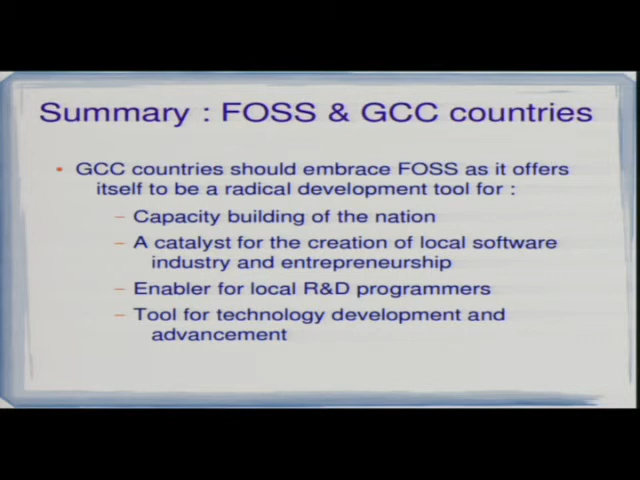 Summary : FOSS & GCC countries
• GCC countries should embrace FOSS as it offers
itself to be a radical development tool for :
– Capacity building of the nation
– A catalyst for the creation of local software
industry and entrepreneurship
– Enabler for local R&D programmers
– Tool for technology development and
advancement